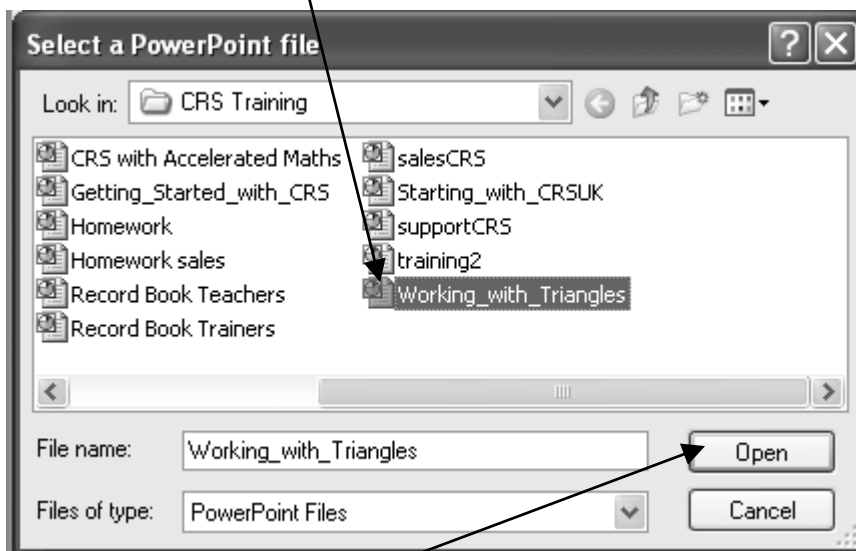 Select a PowerPoint file
Look in: CRS Training
CRS with Accelerated Maths
Getting_Started_with_CRS
Homework
Homework sales
Record Book Teachers
Record Book Trainers
salesCRS
Starting_with_CRSUK
supportCRS
training2
Working_with_Triangles
File name: Working_with_Triangles
Open
Files of type: PowerPoint Files
Cancel